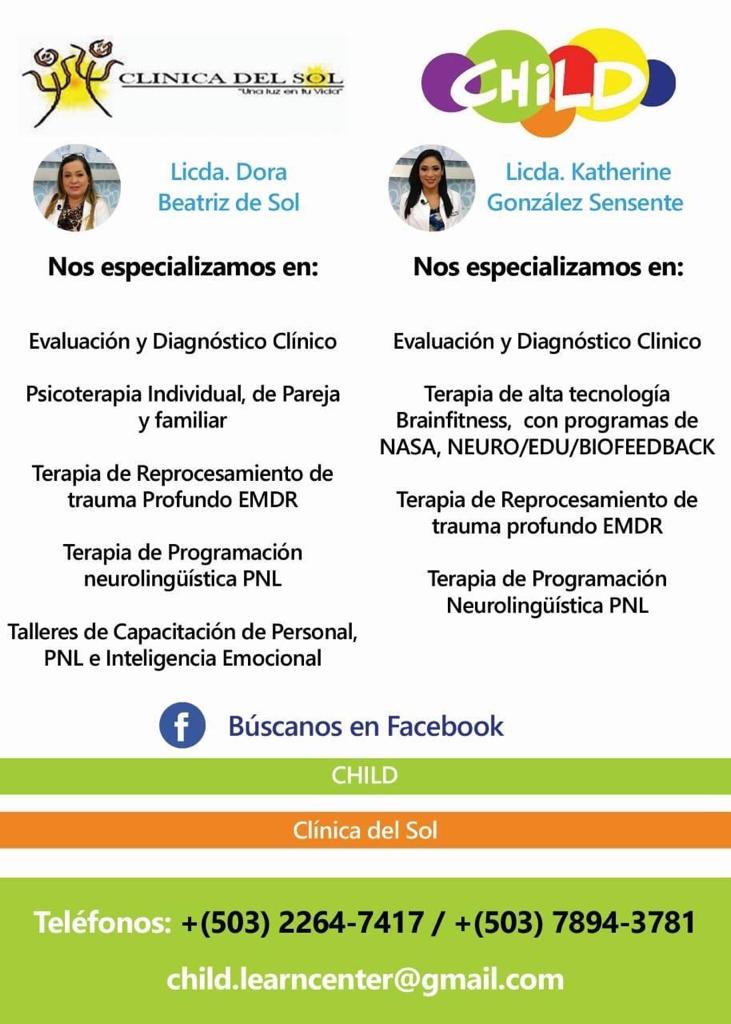 CLINICA DEL SOL
"Una luz en tu Vida"
Licda. Dora
Beatriz de Sol
Nos especializamos en:
Evaluación y Diagnóstico Clínico
Psicoterapia Individual, de Pareja
y familiar
Terapia de Reprocesamiento de
trauma Profundo EMDR
Terapia de Programación
neurolingüística PNL
Talleres de Capacitación de Personal,
PNL e Inteligencia Emocional
CHiLD
Licda. Katherine
González Sensente
Nos especializamos en:
Evaluación y Diagnóstico Clinico
Terapia de alta tecnología
Brainfitness, con programas de
NASA, NEURO/EDU/BIOFEEDBACK
Terapia de Reprocesamiento de
trauma profundo EMDR
Terapia de Programación
Neurolingüística PNL
f Búscanos en Facebook
CHILD
Clínica del Sol
Teléfonos: +(503) 2264-7417 / +(503) 7894-3781
child.learncenter@gmail.com